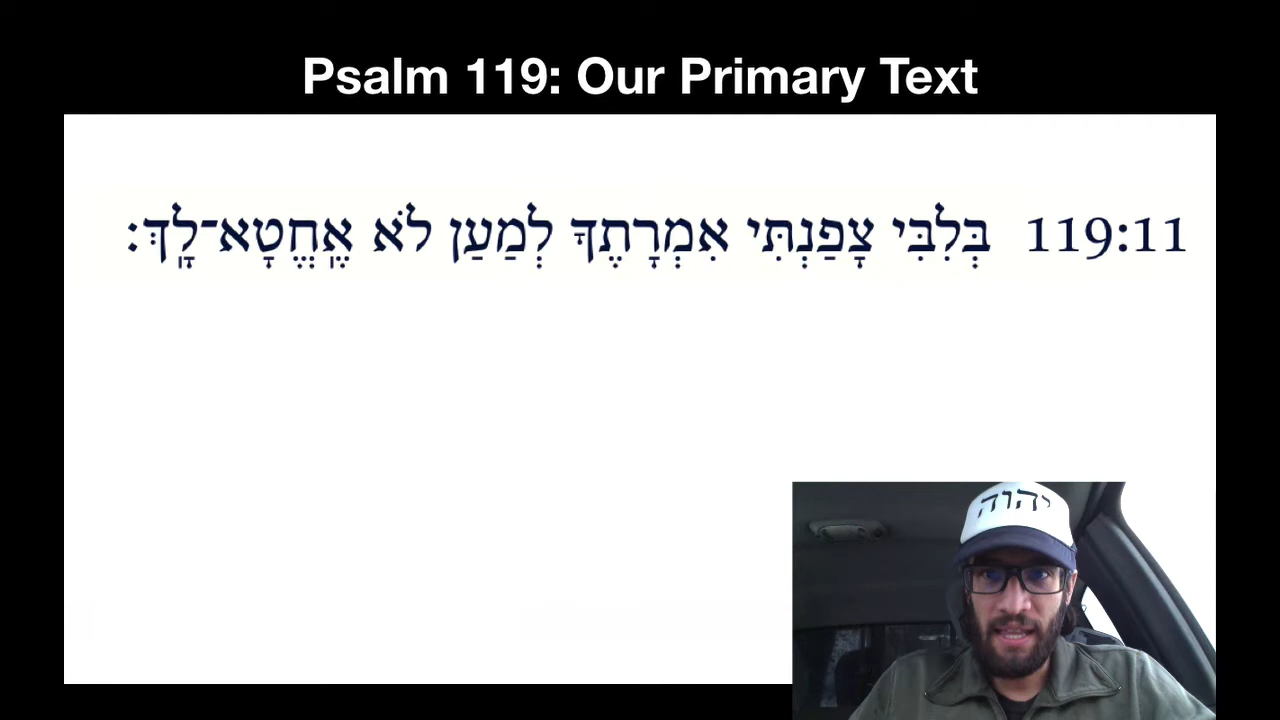 Psalm 119: Our Primary Text
119:11 בְּלִבִּי צָפַנְתִּי אִמְרָתֶךָ לְמַעַן לֹא אֶֽחֱטָא־לָֽךְ׃
יהוה